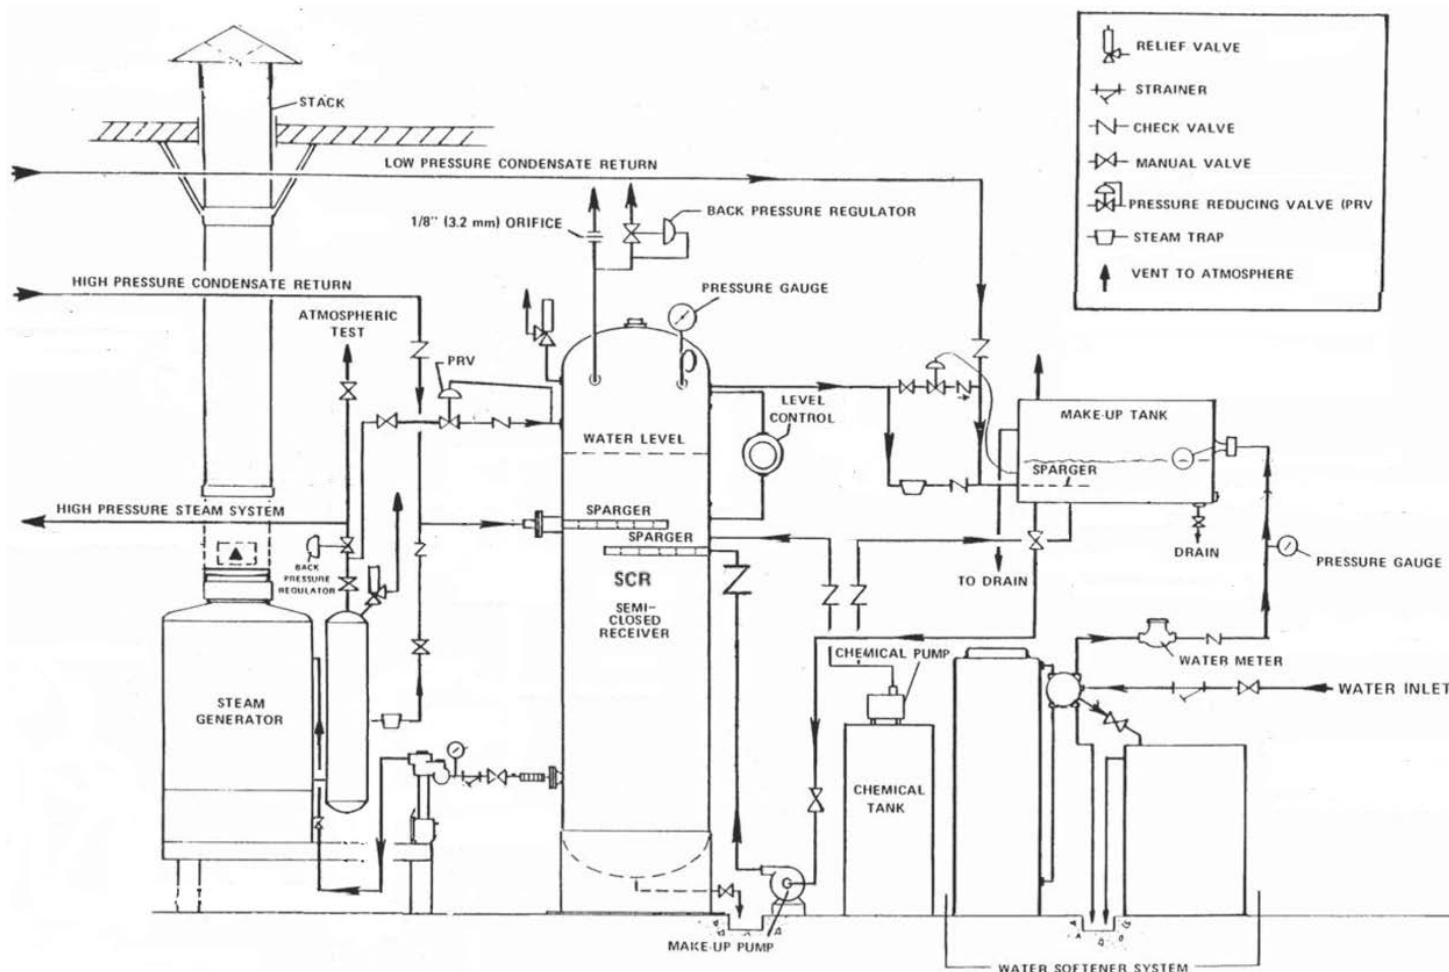 STACK
LOW PRESSURE CONDENSATE RETURN
1/8" (3.2 mm) ORIFICE
BACK PRESSURE REGULATOR
HIGH PRESSURE CONDENSATE RETURN
ATMOSPHERIC
TEST
PRESSURE
GAUGE
PRV
LEVEL
CONTROL
WATER LEVEL
MAKE-UP TANK
SPARGER
HIGH PRESSURE STEAM SYSTEM
SPARGER
SPARGER
BACK
PRESSURE
REGULATOR
SCR
SEMI-
CLOSED
RECEIVER
TO DRAIN
DRAIN
PRESSURE GAUGE
CHEMICAL PUMP
WATER METER
WATER INLET
STEAM
GENERATOR
CHEMICAL
TANK
MAKE-UP PUMP
WATER SOFTENER SYSTEM
RELIEF VALVE
STRAINER
CHECK VALVE
MANUAL VALVE
PRESSURE REDUCING VALVE (PRV
STEAM TRAP
VENT TO ATMOSPHERE